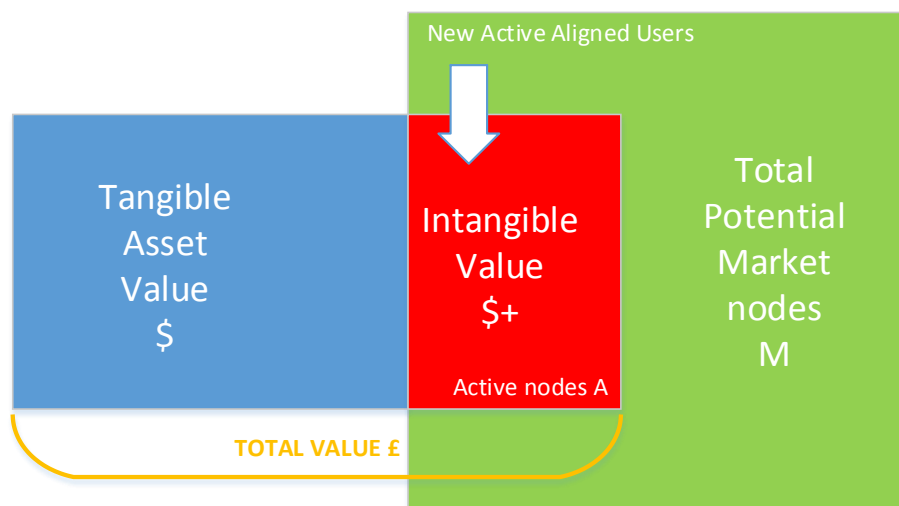 New Active Aligned Users
Tangible
Asset
Value
$
Intangible
Value
$+
Active nodes A
Total
Potential
Market
nodes
M
TOTAL VALUE £